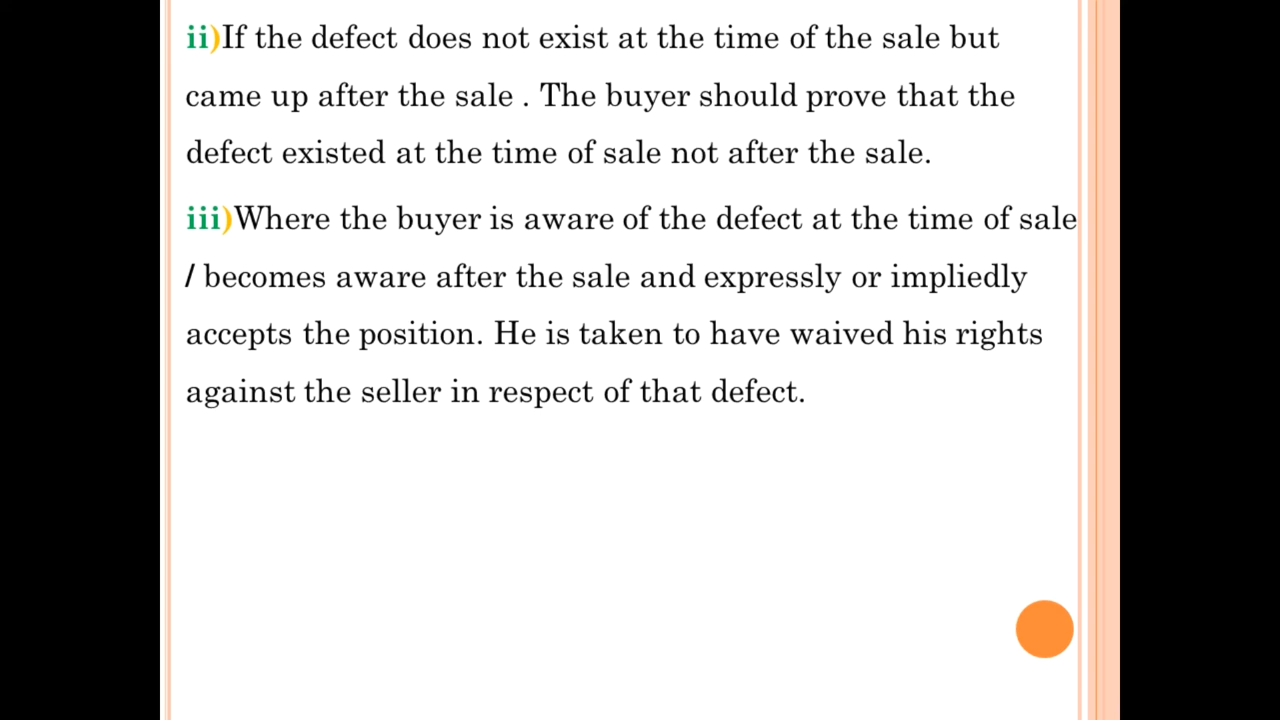 ii)If the defect does not exist at the time of the sale but
came up after the sale . The buyer should prove that the
defect existed at the time of sale not after the sale.
iii)Where the buyer is aware of the defect at the time of sale
/ becomes aware after the sale and expressly or impliedly
accepts the position. He is taken to have waived his rights
against the seller in respect of that defect.